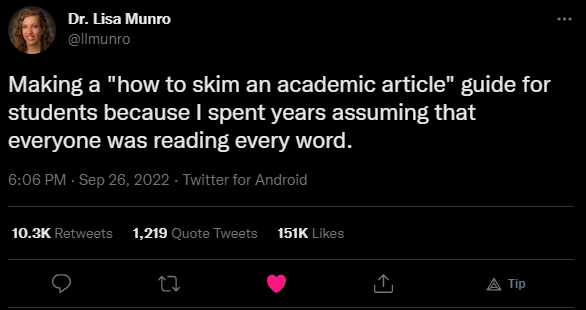 Dr. Lisa Munro
@llmunro
Making a "how to skim an academic article" guide for
students because I spent years assuming that
everyone was reading every word.
6:06 PM · Sep 26, 2022 · Twitter for Android
10.3K Retweets 1,219 Quote Tweets 151K Likes
Tip